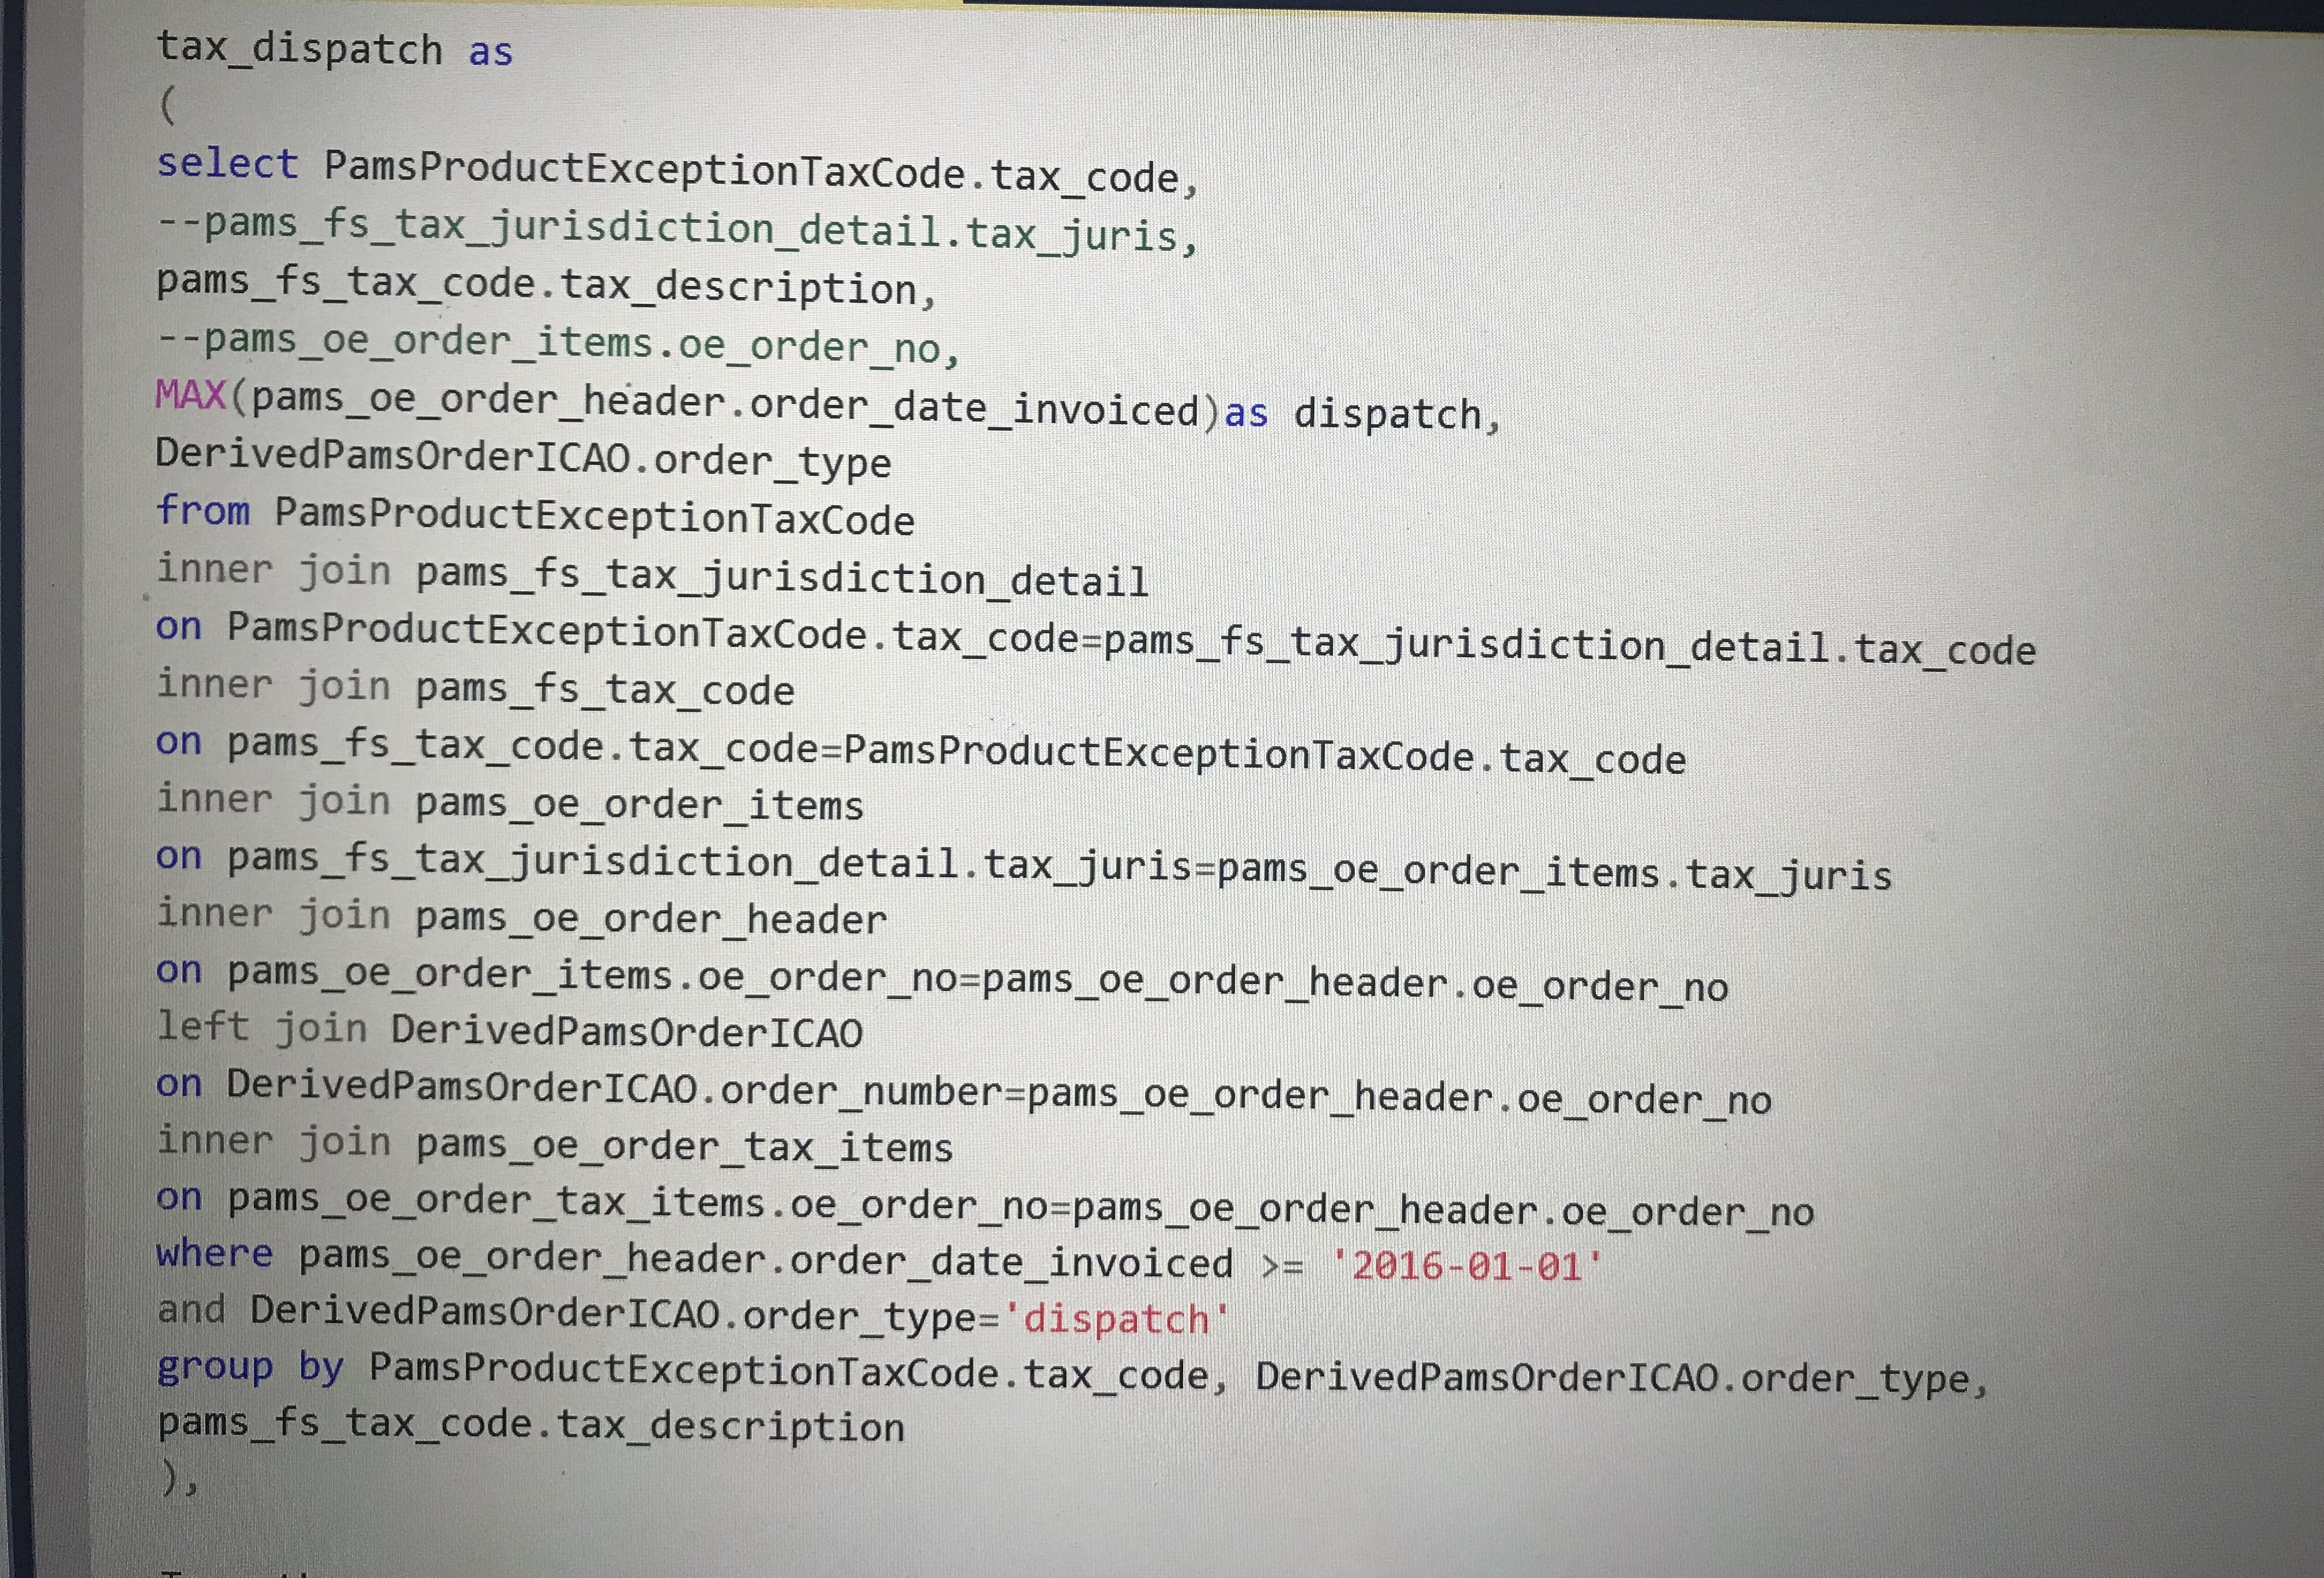 tax_dispatch as
(
select PamsProductExceptionTaxCode.tax_code,
--pams_fs_tax_jurisdiction_detail.tax_juris,
pams_fs_tax_code.tax_description,
--pams_oe_order_items.oe_order_no,
MAX(pams_oe_order_header.order_date_invoiced)as dispatch,
DerivedPamsOrderICAO.order_type
from PamsProductExceptionTaxCode
inner join pams_fs_tax_jurisdiction_detail
on PamsProductExceptionTaxCode.tax_code=pams_fs_tax_jurisdiction_detail.tax_code
inner join pams_fs_tax_code
on pams_fs_tax_code.tax_code=PamsProductExceptionTaxCode.tax_code
inner join pams_oe_order_items
on pams_fs_tax_jurisdiction_detail.tax_juris=pams_oe_order_items.tax_juris
inner join pams_oe_order_header
on pams_oe_order_items.oe_order_no=pams_oe_order_header.oe_order_no
left join DerivedPamsOrderICAO
on DerivedPamsOrderICAO.order_number=pams_oe_order_header.oe_order_no
inner join pams_oe_order_tax_items
on pams_oe_order_tax_items.oe_order_no=pams_oe_order_header.oe_order_no
where pams_oe_order_header.order_date_invoiced >= '2016-01-01'
and DerivedPamsOrderICAO.order_type='dispatch'
group by PamsProductExceptionTaxCode.tax_code, DerivedPamsOrderICAO.order_type,
pams_fs_tax_code.tax_description
),